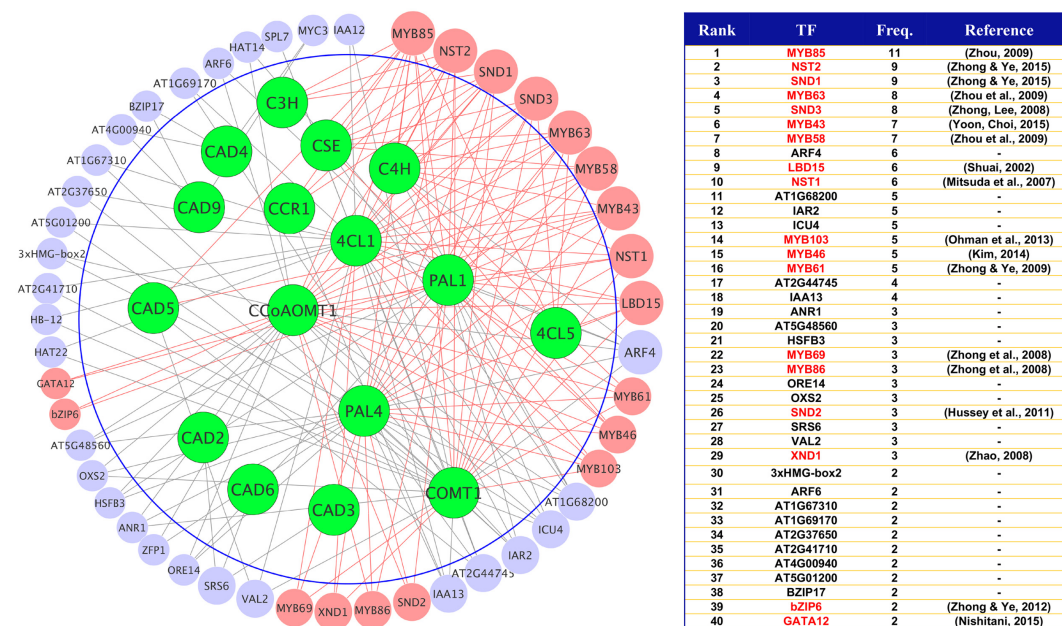 MYC3
IAA12
SPL7
HAT14
ARF6
AT1G69170
BZIP17
AT4G00940
AT1G67310
AT2G37650
AT5G01200
3xHMG-box2
AT2G41710
HB-12
HAT22
GATA12
bZIP6
AT5G48560
OXS2
HSFB3
ANR1
ZFP1
ORE14
SRS6
VAL2
MYB69
XND1
MYB86
SND2
IAA13
AT2G44745
IAR2
ICU4
AT1G68200
MYB103
MYB46
MYB61
ARF4
LBD15
NST1
MYB43
MYB58
MYB63
SND3
SND1
NST2
MYB85
C3H
CSE
CAD4
C4H
CAD9
CCR1
4CL1
PAL1
CAD5
CCoAOMT1
4CL5
PAL4
CAD2
CAD6
CAD3
COMT1
Rank TF Freq. Reference
1 MYB85 11 (Zhou, 2009)
2 NST2 9 (Zhong & Ye, 2015)
3 SND1 9 (Zhong & Ye, 2015)
4 MYB63 8 (Zhou et al., 2009)
5 SND3 8 (Zhong, Lee, 2008)
6 MYB43 7 (Yoon, Choi, 2015)
7 MYB58 7 (Zhou et al., 2009)
8 ARF4 6 -
9 LBD15 6 (Shuai, 2002)
10 NST1 6 (Mitsuda et al., 2007)
11 AT1G68200 5 -
12 IAR2 5 -
13 ICU4 5 -
14 MYB103 5 (Ohman et al., 2013)
15 MYB46 5 (Kim, 2014)
16 MYB61 5 (Zhong & Ye, 2009)
17 AT2G44745 4 -
18 IAA13 4 -
19 ANR1 3 -
20 AT5G48560 3 -
21 HSFB3 3 -
22 MYB69 3 (Zhong et al., 2008)
23 MYB86 3 (Zhong et al., 2008)
24 ORE14 3 -
25 OXS2 3 -
26 SND2 3 (Hussey et al., 2011)
27 SRS6 3 -
28 VAL2 3 -
29 XND1 3 (Zhao, 2008)
30 3xHMG-box2 2 -
31 ARF6 2 -
32 AT1G67310 2 -
33 AT1G69170 2 -
34 AT2G37650 2 -
35 AT2G41710 2 -
36 AT4G00940 2 -
37 AT5G01200 2 -
38 BZIP17 2 -
39 bZIP6 2 (Zhong & Ye, 2012)
40 GATA12 2 (Nishitani, 2015)